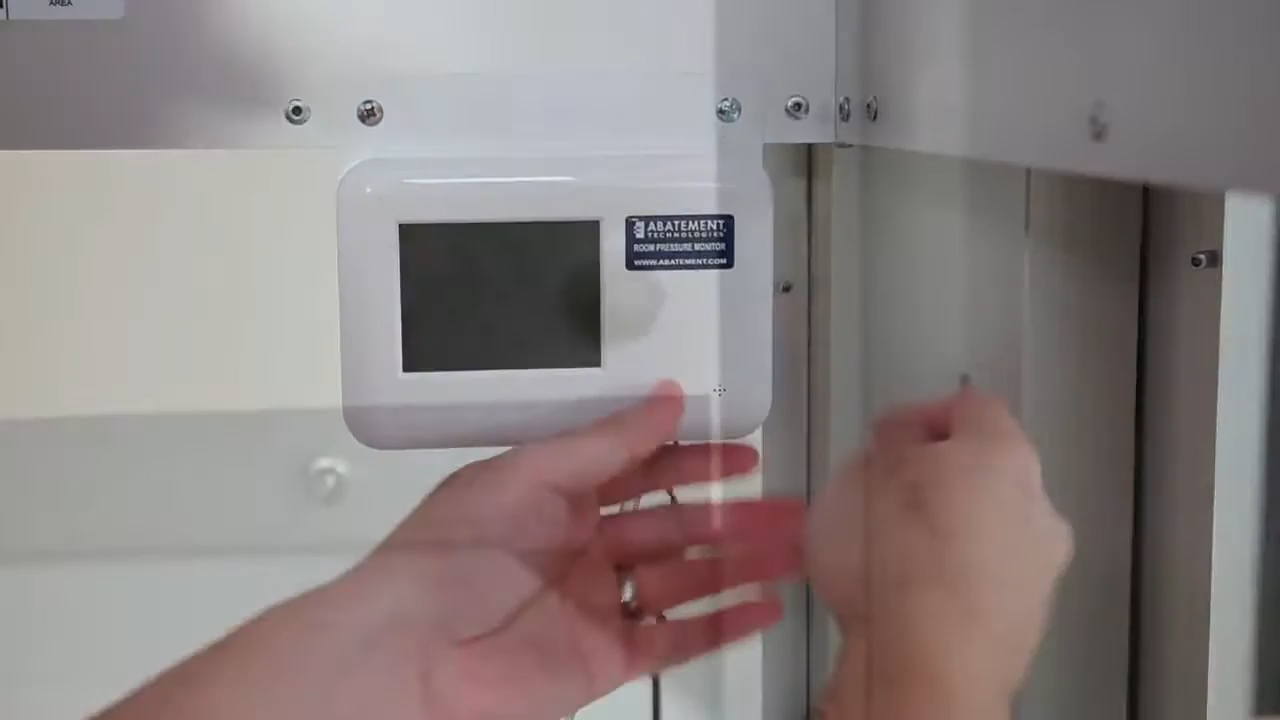 AREA
ABATEMENT
TECHNOLOGIES
ROOM PRESSURE MONITOR
WWW.ABATEMENT.COM